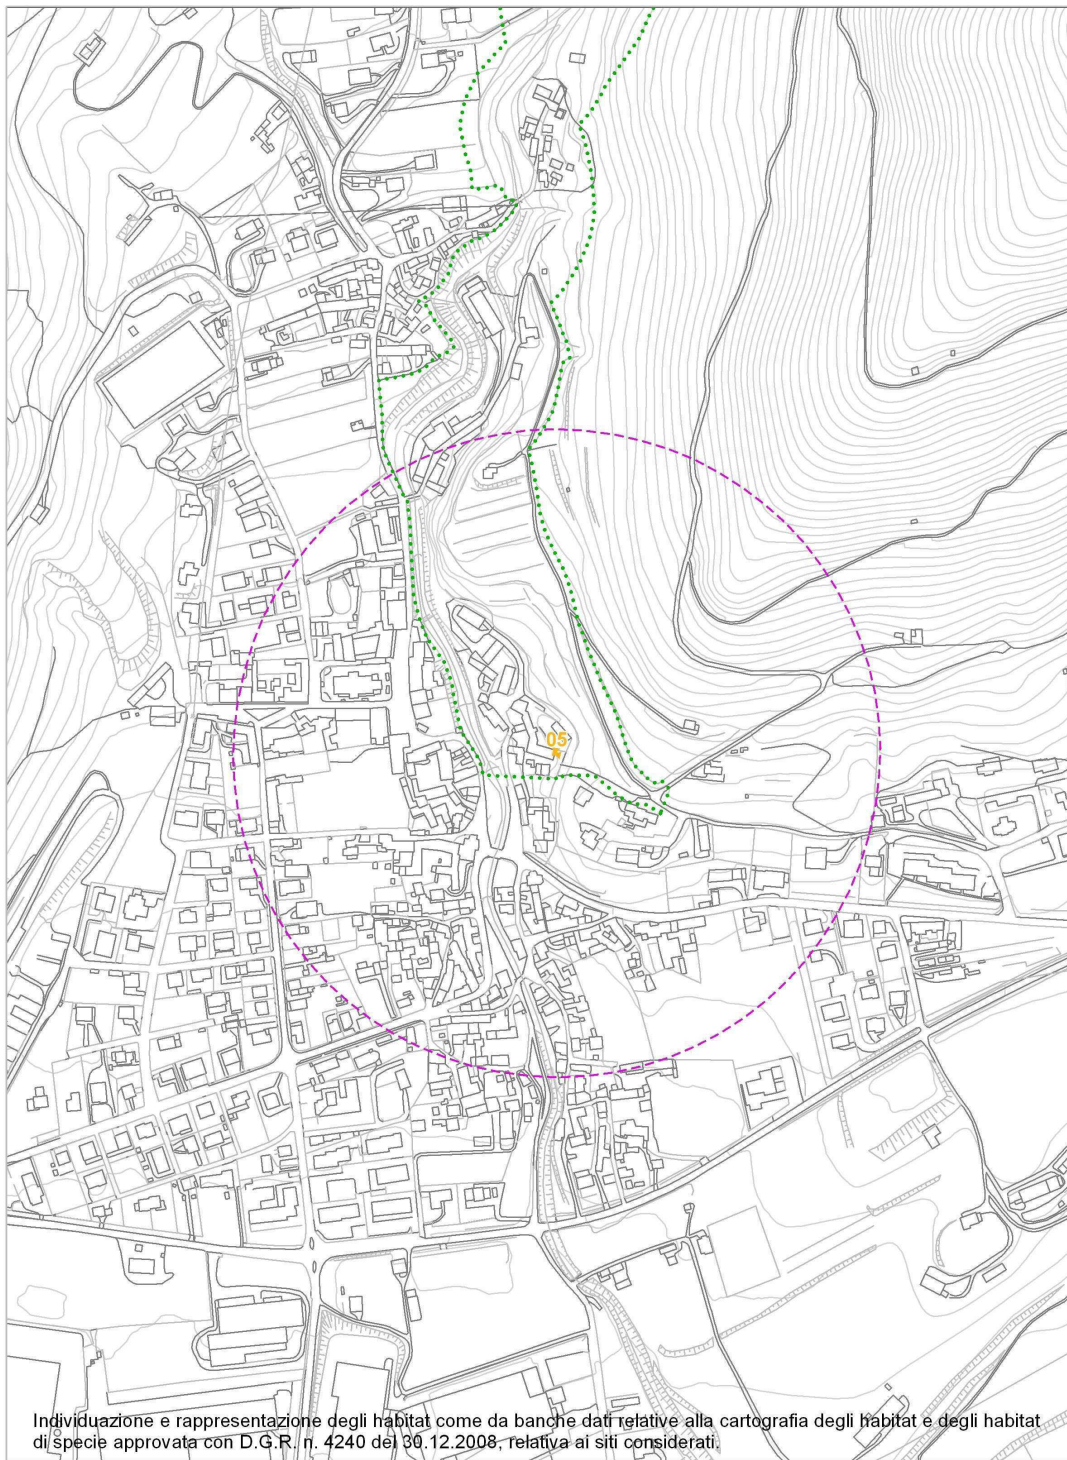 05
Individuazione e rappresentazione degli habitat come da banche dati relative alla cartografia degli habitat e degli habitat
di specie approvata con D.G.R. n. 4240 del 30.12.2008, relativa ai siti considerati.